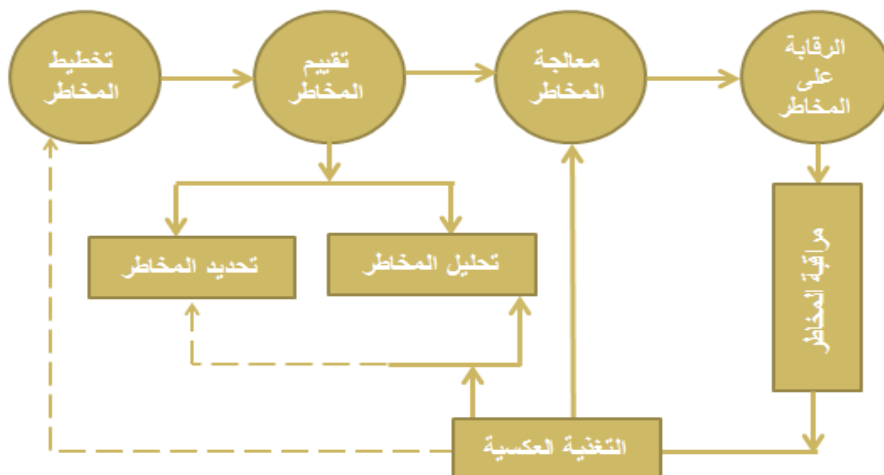 تخطيط
المخاطر
تقييم
المخاطر
معالجة
المخاطر
الرقابة
على
المخاطر
تحديد المخاطر
تحليل المخاطر
مراقبة المخاطر
التغذية العكسية